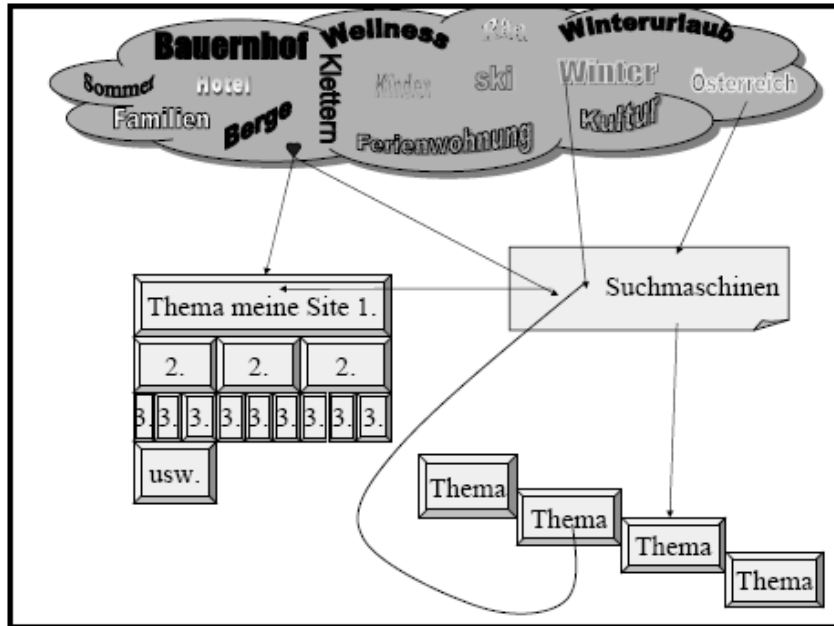 Bauernhof
Wellness
Winterurlaub
Sommer
Hotel
Klettern
Kinder
ski
Winter
Österreich
Familien
Berge
Ferienwohnung
Kultur
Thema meine Site 1.
2. 2. 2.
3. 3. 3. 3. 3. 3. 3. 3. 3.
usw.
Suchmaschinen
Thema
Thema
Thema
Thema